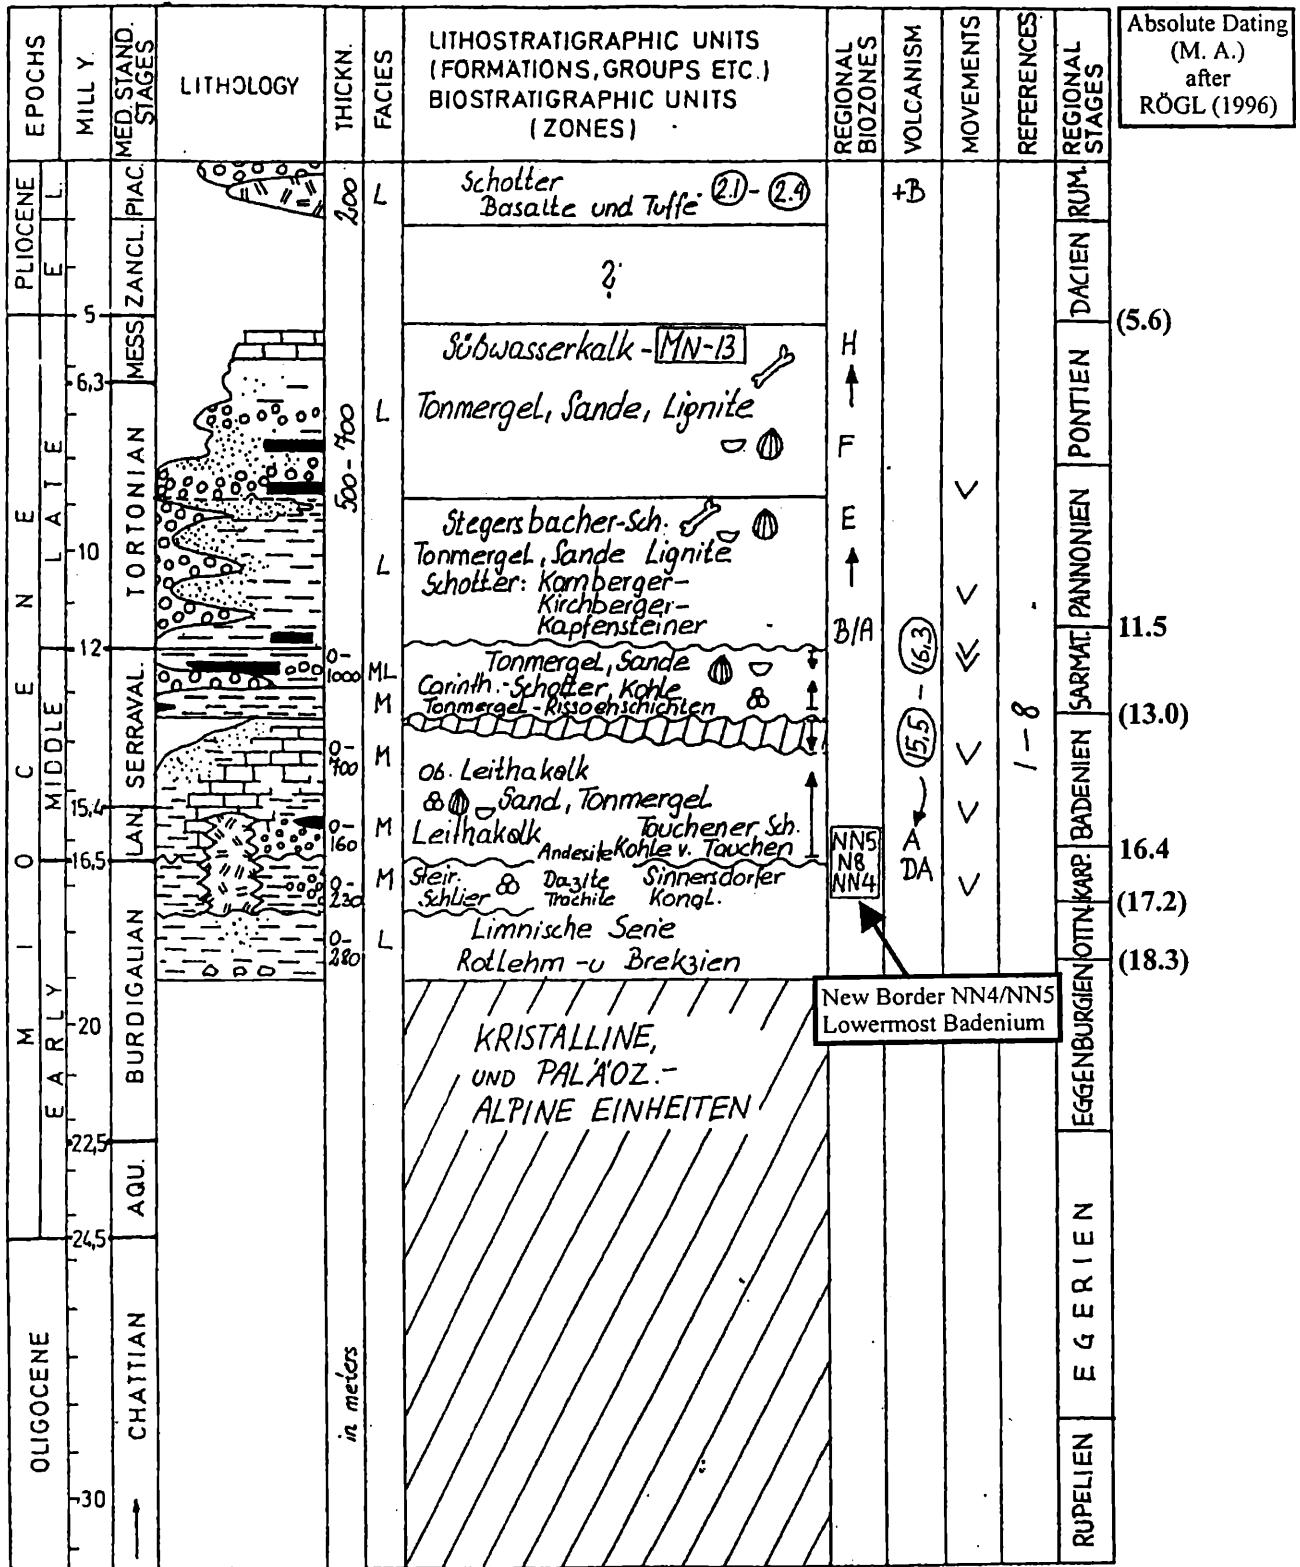 EPOCHS
MILL Y.
MED. STAND. STAGES
LITHOLOGY
THICKN.
FACIES
LITHOSTRATIGRAPHIC UNITS
(FORMATIONS, GROUPS ETC.)
BIOSTRATIGRAPHIC UNITS
(ZONES)
REGIONAL BIOZONES
VOLCANISM
MOVEMENTS
REFERENCES
REGIONAL STAGES
Absolute Dating
(M. A.)
after
RÖGL (1996)
PLIOCENE
L.
E
PIAC.
ZANCL.
200
L
Schotter
Basalte und Tuffe 2.1 - 2.4
+B
RUM.
DACIEN
?
5
(5.6)
MIOCENE
LATE
MESS.
6,3
TORTONIAN
10
500-700
L
Süßwasserkalk - MN-13
Tonmergel, Sande, Lignite
H
F
PONTIEN
L
Stegersbacher-Sch.
Tonmergel, Sande Lignite
Schotter: Kornberger-
Kirchberger-
Kapfensteiner
E
B/A
PANNONIEN
11.5
12
MIDDLE
SERRAVAL.
0-1000
ML
M
Tonmergel, Sande
Carinth.-Schotter, Kohle
Tonmergel-Rissoenschichten
15,5 - 16,3
SARMAT.
(13.0)
1-8
0-700
M
Ob. Leithakalk
Sand, Tonmergel
BADENIEN
15,4
LAN.
0-160
M
Leithakalk
Tauchener Sch.
Andesite
Kohle v. Tauchen
NN5
N8
NN4
A
DA
16.4
16,5
EARLY
BURDIGALIAN
0-230
M
Steir.
Schlier
Dazite
Trachite
Sinnersdorfer
Kongl.
KARP.
(17.2)
0-280
L
Limnische Serie
Rotlehm-u Brekzien
OTTN.
(18.3)
New Border NN4/NN5
Lowermost Badenium
EGGENBURGIEN
20
KRISTALLINE,
UND PALÄOZ.-
ALPINE EINHEITEN
22,5
AQU.
24,5
OLIGOCENE
CHATTIAN
in meters
EGERIEN
30
RUPELIEN